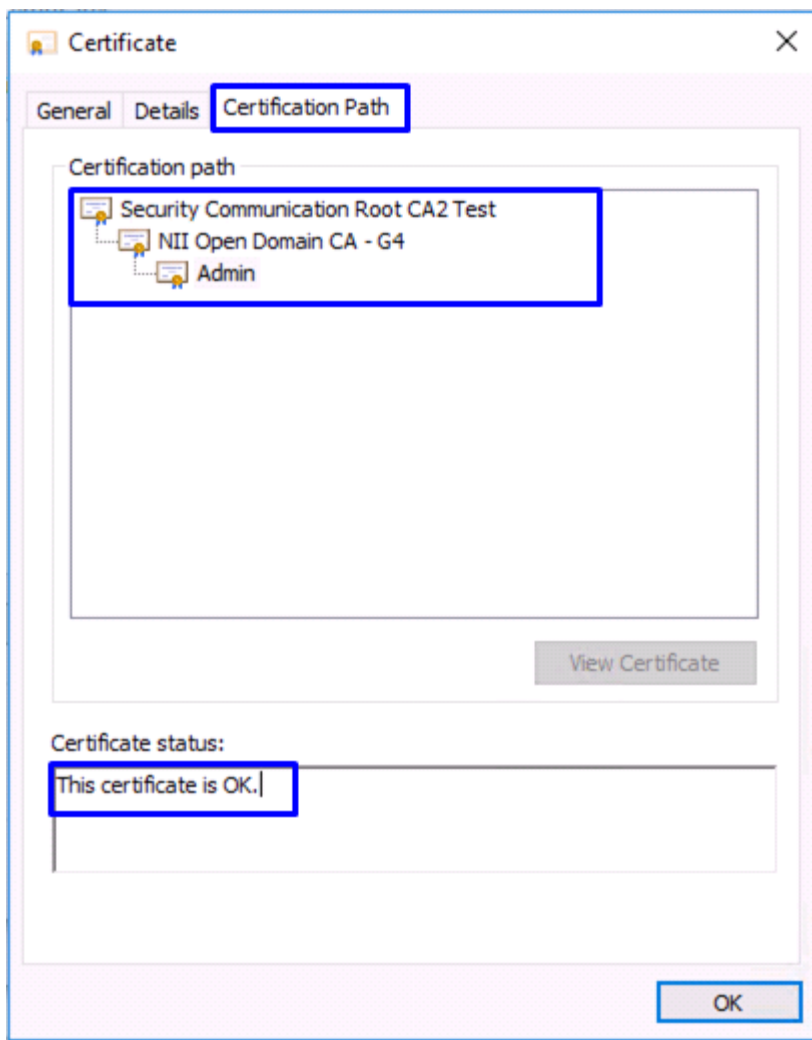 Certificate
General Details Certification Path
Certification path
Security Communication Root CA2 Test
NII Open Domain CA - G4
Admin
View Certificate
Certificate status:
This certificate is OK.
OK